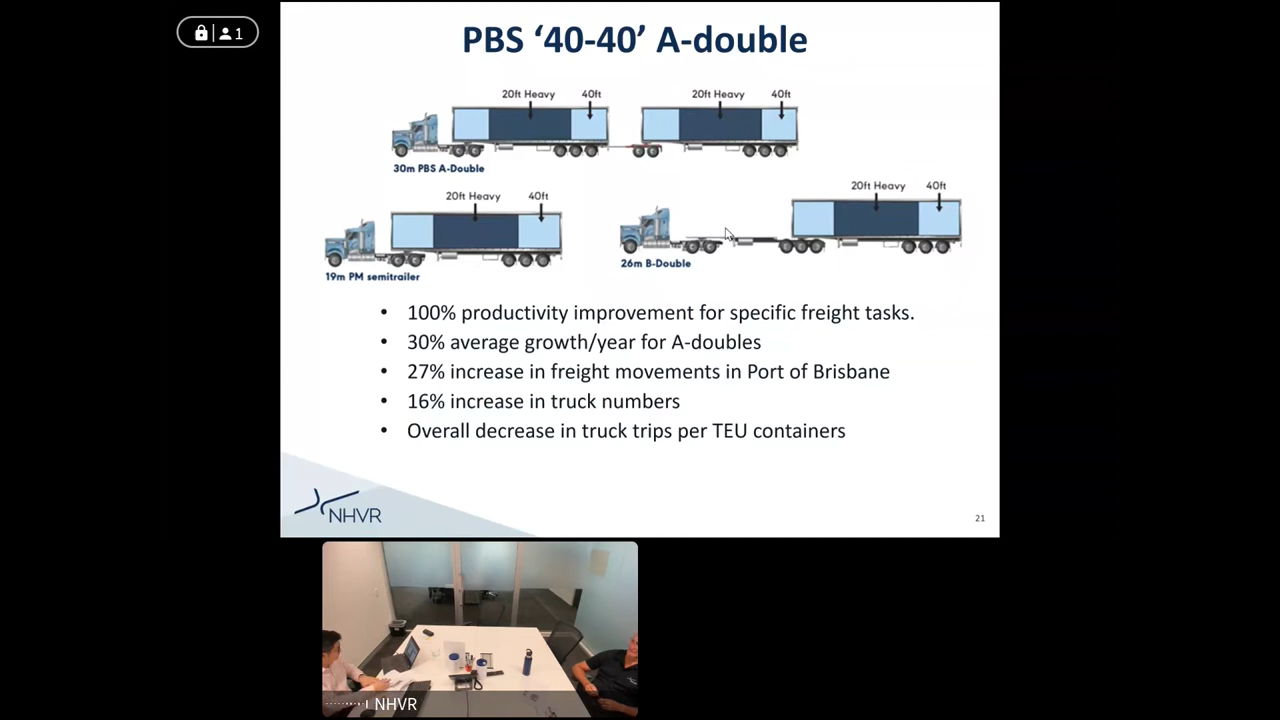 1
PBS ‘40-40’ A-double
20ft Heavy 40ft 20ft Heavy 40ft
30m PBS A-Double
20ft Heavy 40ft
19m PM semitrailer
20ft Heavy 40ft
26m B-Double
• 100% productivity improvement for specific freight tasks.
• 30% average growth/year for A-doubles
• 27% increase in freight movements in Port of Brisbane
• 16% increase in truck numbers
• Overall decrease in truck trips per TEU containers
NHVR
21
NHVR